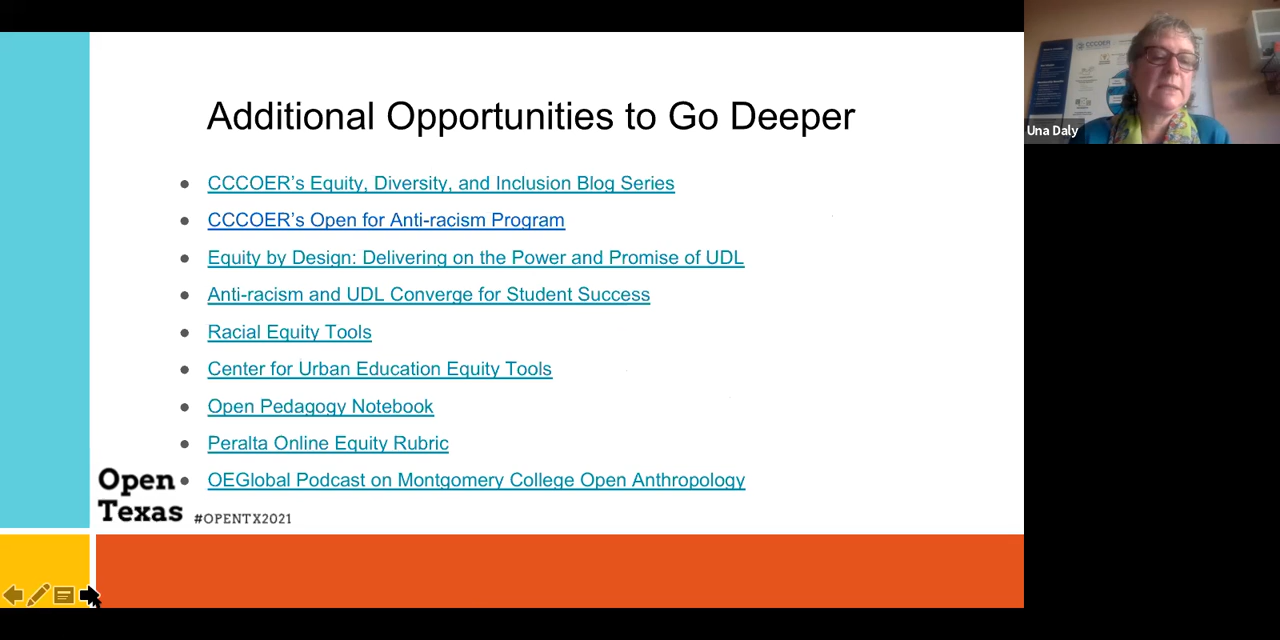 Additional Opportunities to Go Deeper
CCCOER’s Equity, Diversity, and Inclusion Blog Series
CCCOER’s Open for Anti-racism Program
Equity by Design: Delivering on the Power and Promise of UDL
Anti-racism and UDL Converge for Student Success
Racial Equity Tools
Center for Urban Education Equity Tools
Open Pedagogy Notebook
Peralta Online Equity Rubric
OEGlobal Podcast on Montgomery College Open Anthropology
Open
Texas
#OPENTX2021
CCCOER
Una Daly